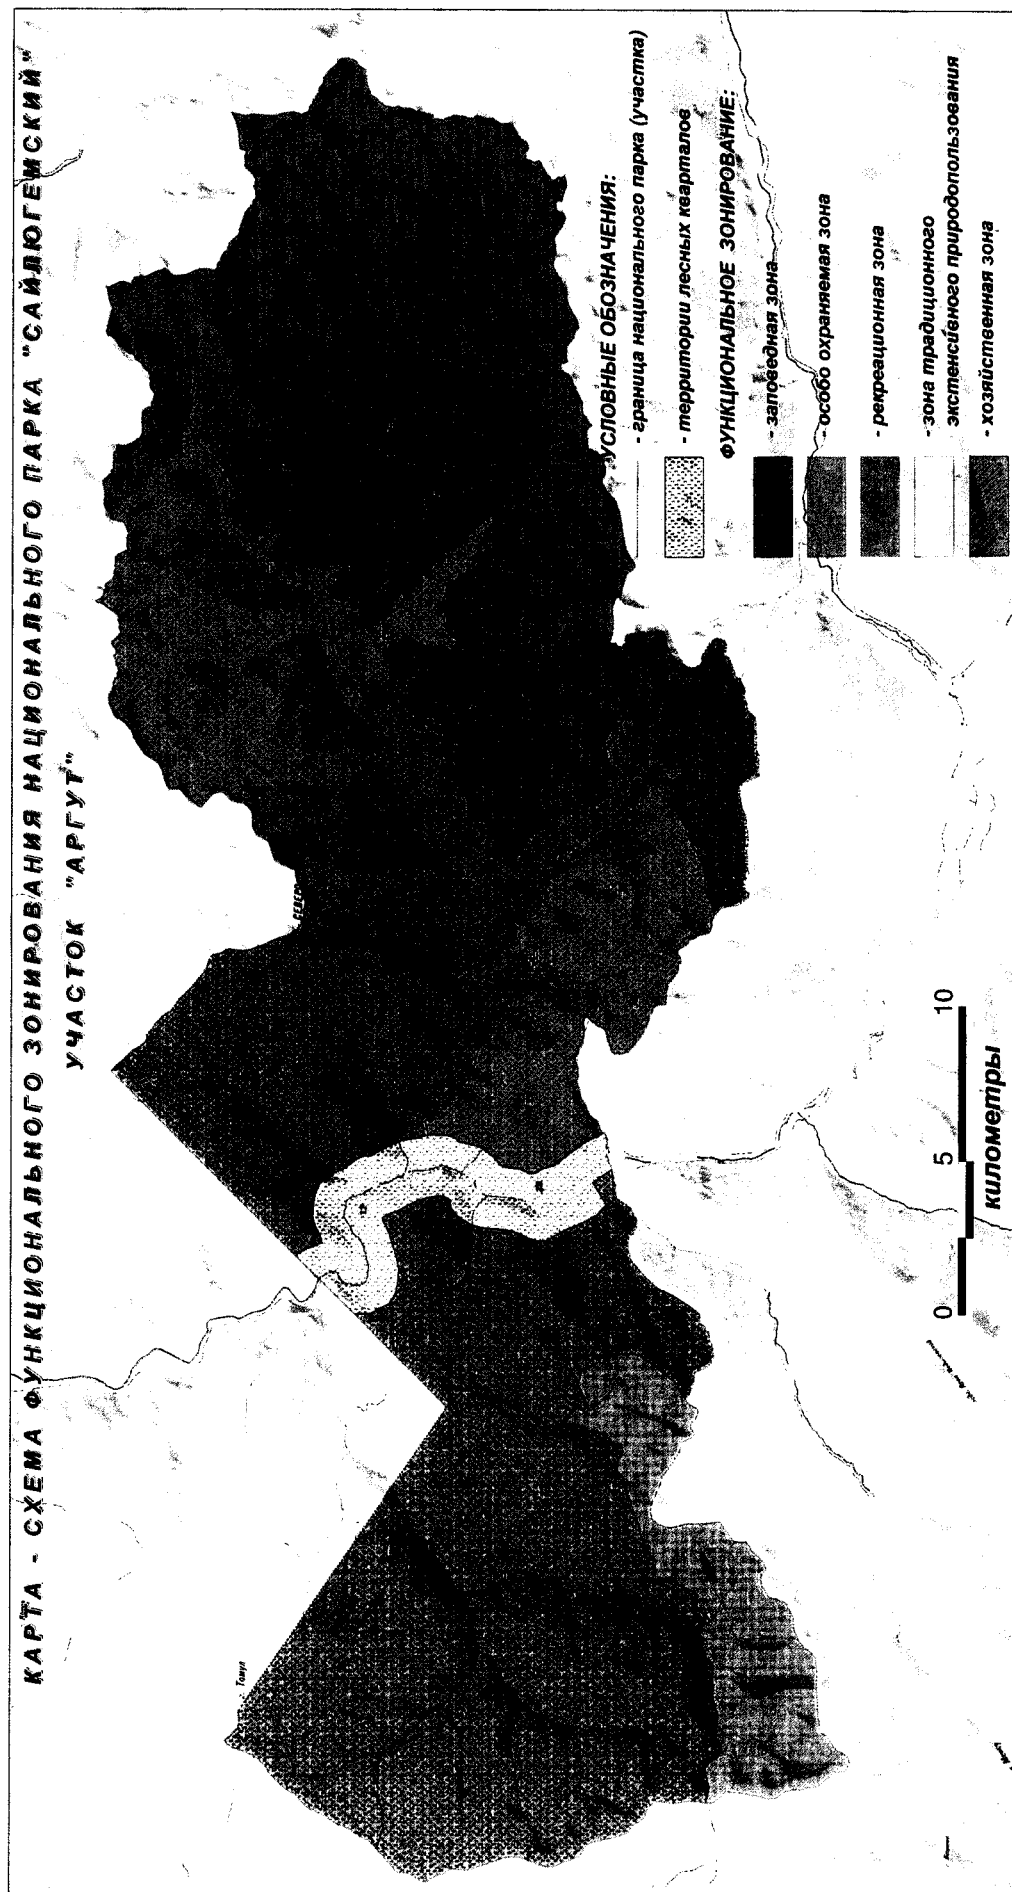 КАРТА - СХЕМА ФУНКЦИОНАЛЬНОГО ЗОНИРОВАНИЯ НАЦИОНАЛЬНОГО ПАРКА "САЙЛЮГЕМСКИЙ"
УЧАСТОК "АРГУТ"
УСЛОВНЫЕ ОБОЗНАЧЕНИЯ:
- граница национального парка (участка)
- территории лесных кварталов
ФУНКЦИОНАЛЬНОЕ ЗОНИРОВАНИЕ:
- заповедная зона
- особо охраняемая зона
- рекреационная зона
- зона традиционного
экстенсивного природопользования
- хозяйственная зона
0 5 10
километры